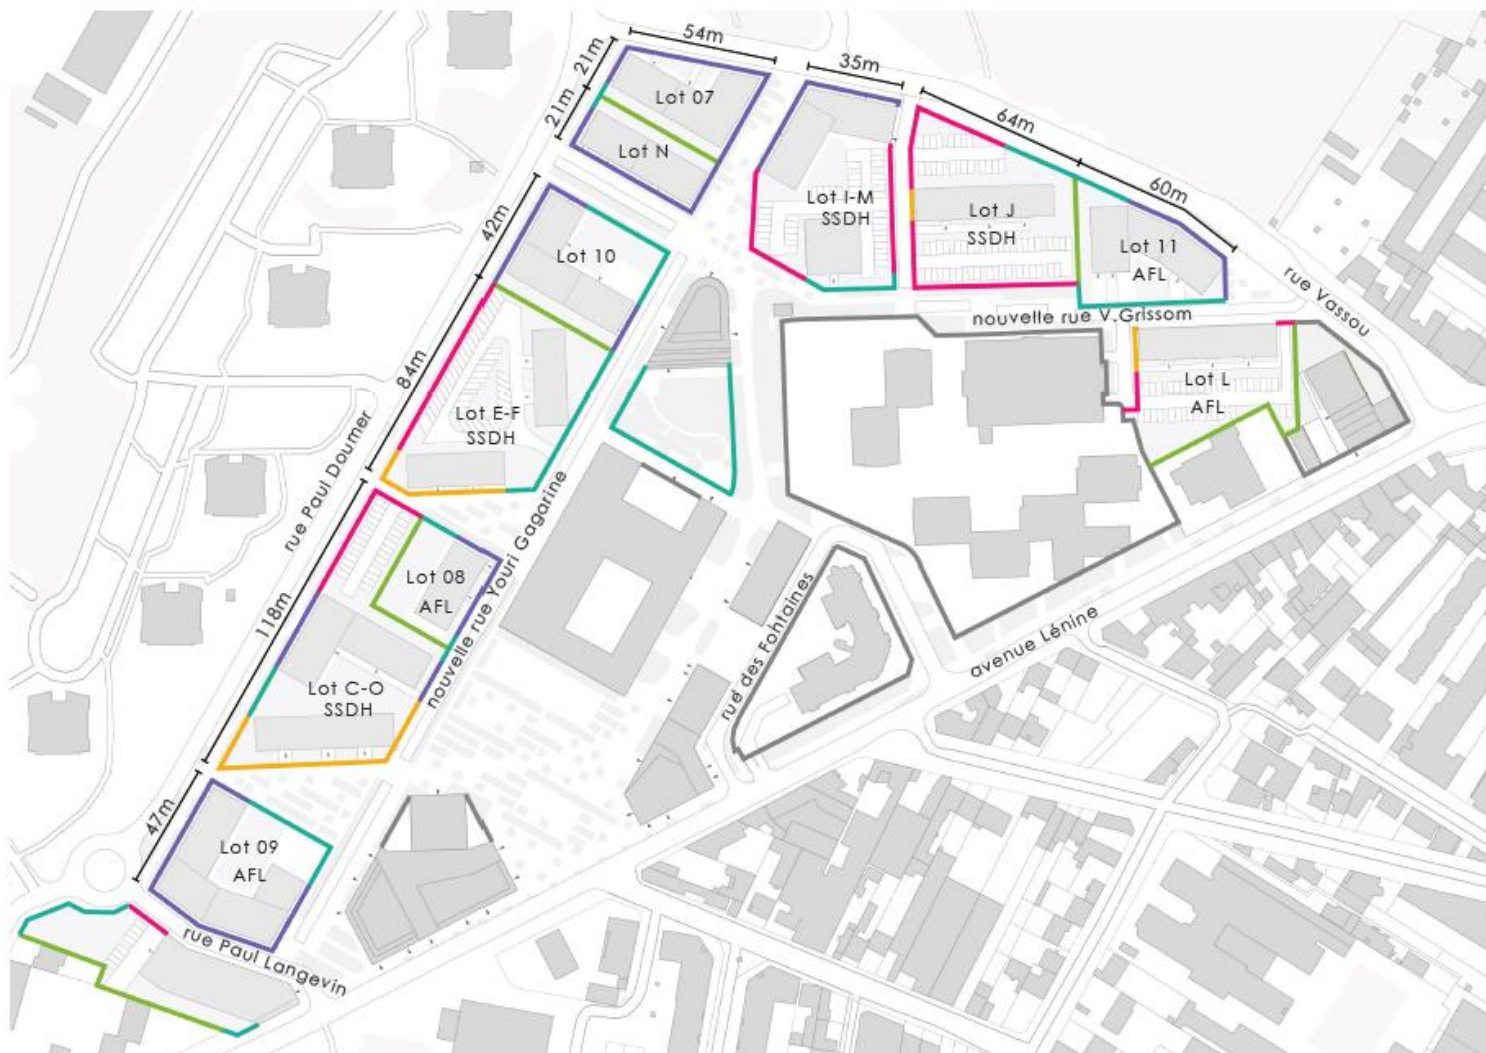 54m
35m
21m
21m
Lot 07
Lot N
64m
60m
Lot I-M
SSDH
Lot J
SSDH
Lot 11
AFL
42m
Lot 10
rue Vassou
nouvelle rue V.Grissom
84m
Lot E-F
SSDH
Lot L
AFL
rue Paul Doumer
nouvelle rue Youri Gagarine
118m
Lot 08
AFL
rue des Fontaines
avenue Lénine
Lot C-O
SSDH
47m
Lot 09
AFL
rue Paul Langevin